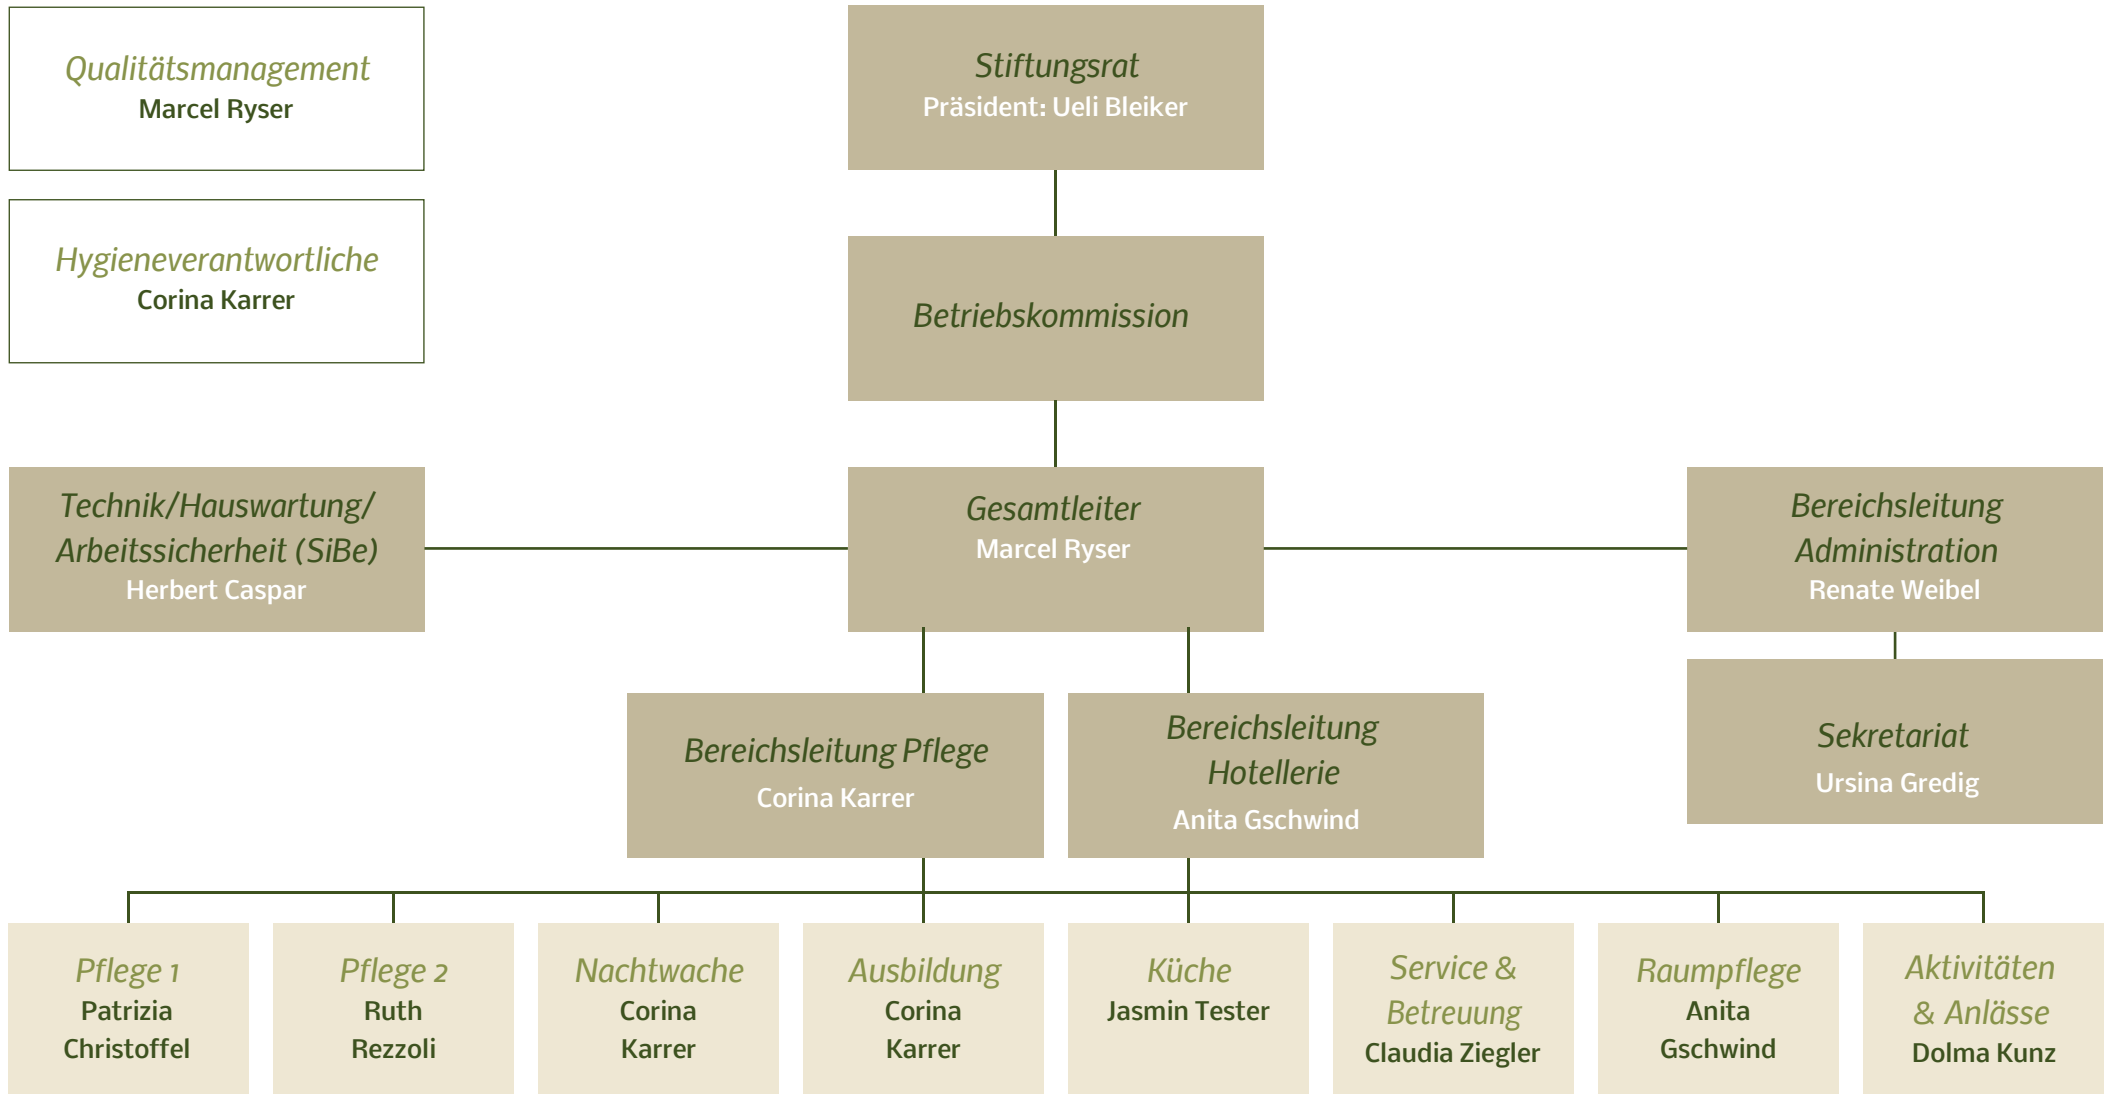 Qualitätsmanagement
Marcel Ryser
Stiftungsrat
Präsident: Ueli Bleiker
Hygieneverantwortliche
Corina Karrer
Betriebskommission
Technik/Hauswartung/
Arbeitssicherheit (SiBe)
Herbert Caspar
Gesamtleiter
Marcel Ryser
Bereichsleitung
Administration
Renate Weibel
Bereichsleitung Pflege
Corina Karrer
Bereichsleitung
Hotellerie
Anita Gschwind
Sekretariat
Ursina Gredig
Pflege 1
Patrizia
Christoffel
Pflege 2
Ruth
Rezzoli
Nachtwache
Corina
Karrer
Ausbildung
Corina
Karrer
Küche
Jasmin Tester
Service &
Betreuung
Claudia Ziegler
Raumpflege
Anita
Gschwind
Aktivitäten
& Anlässe
Dolma Kunz